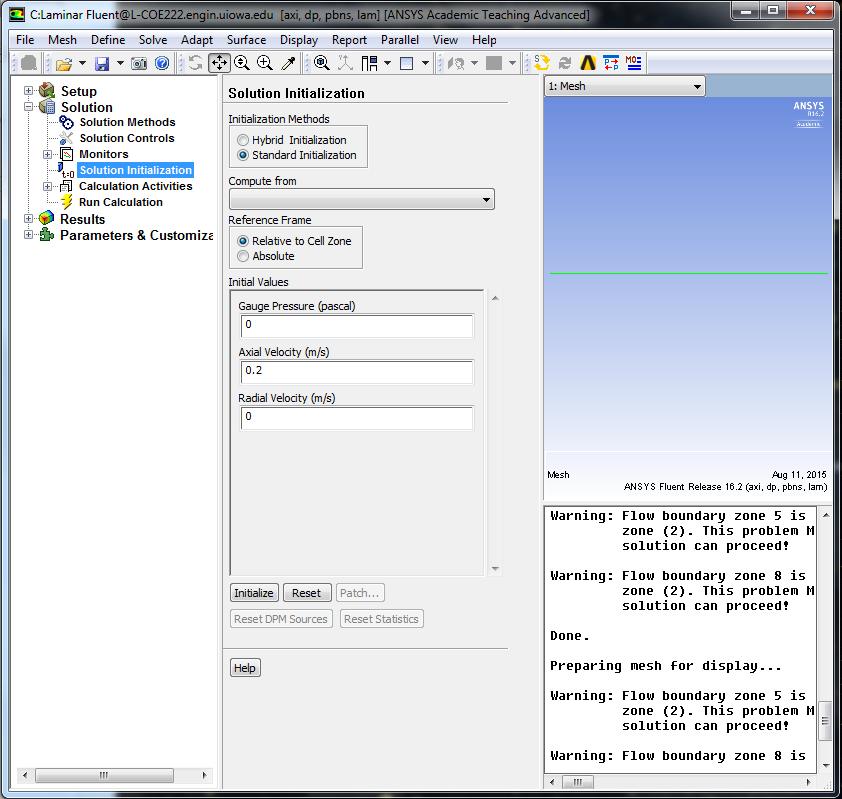 C:Laminar Fluent@L-COE222.engin.uiowa.edu [axi, dp, pbns, lam] [ANSYS Academic Teaching Advanced]
File Mesh Define Solve Adapt Surface Display Report Parallel View Help
Setup
Solution
Solution Methods
Solution Controls
Monitors
Solution Initialization
Calculation Activities
Run Calculation
Results
Parameters & Customiza
Solution Initialization
Initialization Methods
Hybrid Initialization
Standard Initialization
Compute from
Reference Frame
Relative to Cell Zone
Absolute
Initial Values
Gauge Pressure (pascal)
0
Axial Velocity (m/s)
0.2
Radial Velocity (m/s)
0
Initialize Reset Patch...
Reset DPM Sources Reset Statistics
Help
1: Mesh
ANSYS
R16.2
Academic
Mesh Aug 11, 2015
ANSYS Fluent Release 16.2 (axi, dp, pbns, lam)
Warning: Flow boundary zone 5 is
zone (2). This problem M
solution can proceed!
Warning: Flow boundary zone 8 is
zone (2). This problem M
solution can proceed!
Done.
Preparing mesh for display...
Warning: Flow boundary zone 5 is
zone (2). This problem M
solution can proceed!
Warning: Flow boundary zone 8 is